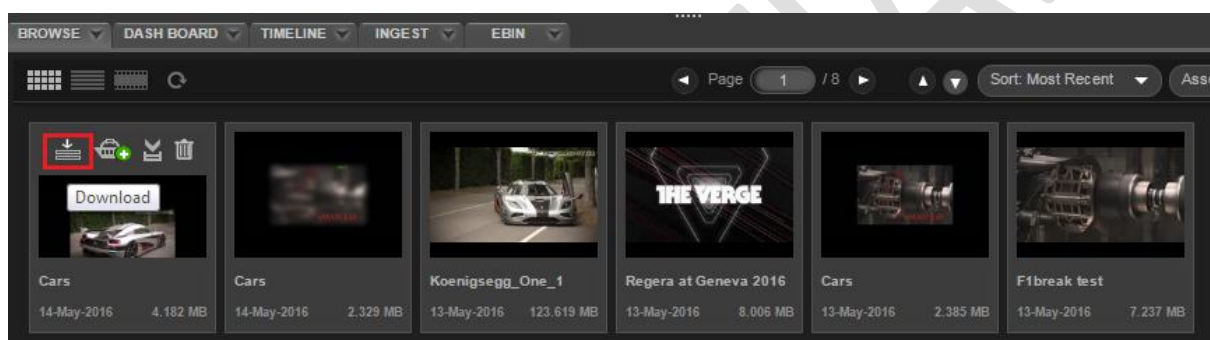 BROWSE DASH BOARD TIMELINE INGEST EBIN
Page 1 / 8 Sort: Most Recent
Download
THE VERGE
Cars Cars Koenigsegg_One_1 Regera at Geneva 2016 Cars F1break test
14-May-2016 4.182 MB 14-May-2016 2.329 MB 13-May-2016 123.619 MB 13-May-2016 8.006 MB 13-May-2016 2.385 MB 13-May-2016 7.237 MB